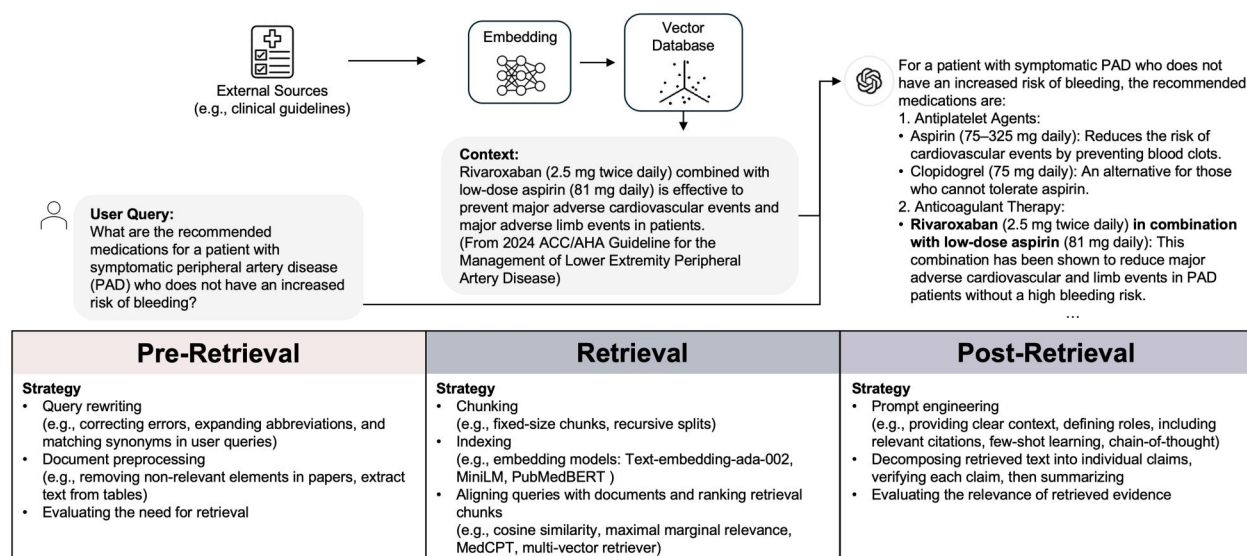 External Sources
(e.g., clinical guidelines)
Embedding
Vector
Database
User Query:
What are the recommended
medications for a patient with
symptomatic peripheral artery disease
(PAD) who does not have an increased
risk of bleeding?
Context:
Rivaroxaban (2.5 mg twice daily) combined with
low-dose aspirin (81 mg daily) is effective to
prevent major adverse cardiovascular events and
major adverse limb events in patients.
(From 2024 ACC/AHA Guideline for the
Management of Lower Extremity Peripheral
Artery Disease)
For a patient with symptomatic PAD who does not
have an increased risk of bleeding, the recommended
medications are:
1. Antiplatelet Agents:
• Aspirin (75–325 mg daily): Reduces the risk of
cardiovascular events by preventing blood clots.
• Clopidogrel (75 mg daily): An alternative for those
who cannot tolerate aspirin.
2. Anticoagulant Therapy:
• Rivaroxaban (2.5 mg twice daily) in combination
with low-dose aspirin (81 mg daily): This
combination has been shown to reduce major
adverse cardiovascular and limb events in PAD
patients without a high bleeding risk.
…
Pre-Retrieval
Strategy
• Query rewriting
(e.g., correcting errors, expanding abbreviations, and
matching synonyms in user queries)
• Document preprocessing
(e.g., removing non-relevant elements in papers, extract
text from tables)
• Evaluating the need for retrieval
Retrieval
Strategy
• Chunking
(e.g., fixed-size chunks, recursive splits)
• Indexing
(e.g., embedding models: Text-embedding-ada-002,
MiniLM, PubMedBERT )
• Aligning queries with documents and ranking retrieval
chunks
(e.g., cosine similarity, maximal marginal relevance,
MedCPT, multi-vector retriever)
Post-Retrieval
Strategy
• Prompt engineering
(e.g., providing clear context, defining roles, including
relevant citations, few-shot learning, chain-of-thought)
• Decomposing retrieved text into individual claims,
verifying each claim, then summarizing
• Evaluating the relevance of retrieved evidence